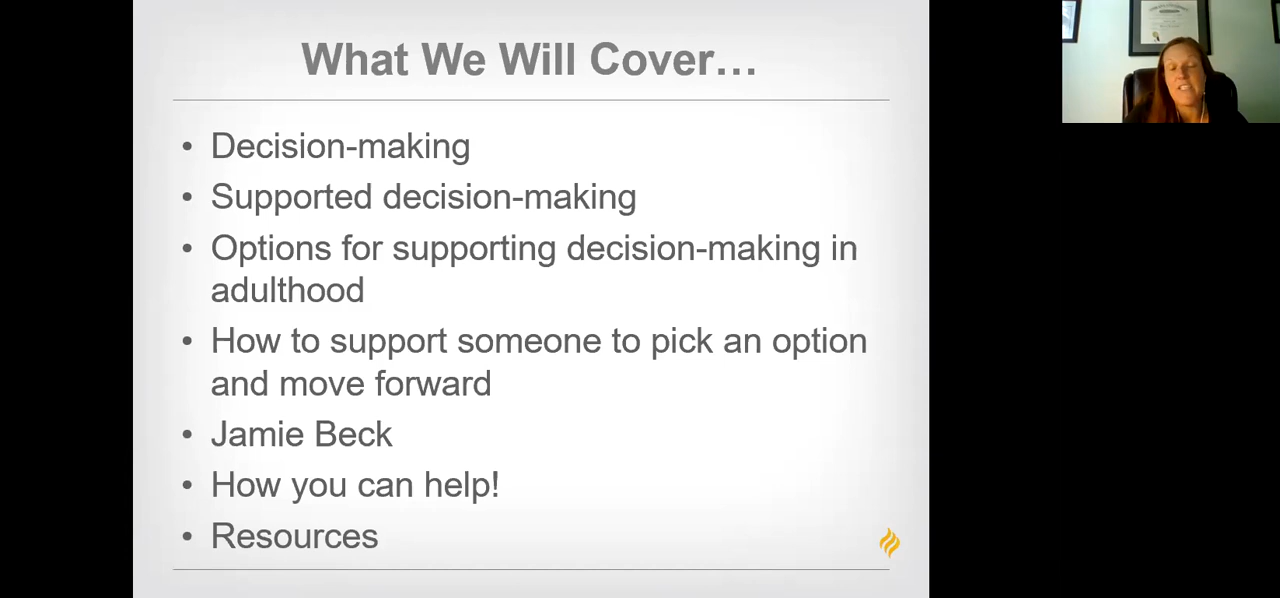 What We Will Cover…
• Decision-making
• Supported decision-making
• Options for supporting decision-making in
adulthood
• How to support someone to pick an option
and move forward
• Jamie Beck
• How you can help!
• Resources